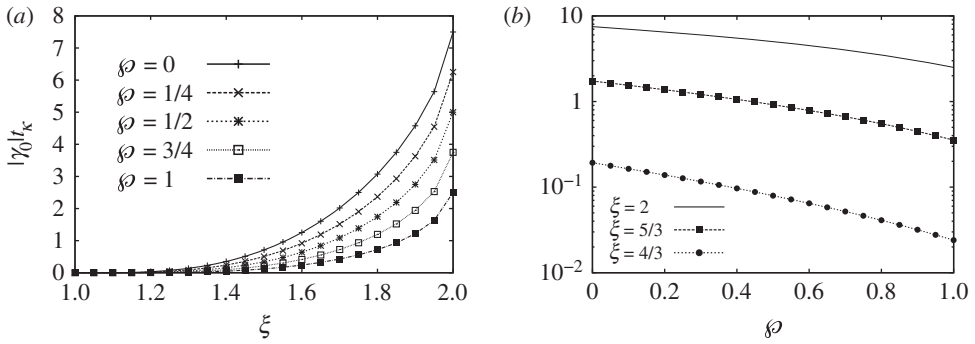 (a)
8
7
6
5
4
3
2
1
0
|γ₀|t_κ
℘ = 0
℘ = 1/4
℘ = 1/2
℘ = 3/4
℘ = 1
1.0 1.2 1.4 1.6 1.8 2.0
ξ
(b)
10
1
10⁻¹
10⁻²
ξ = 2
ξ = 5/3
ξ = 4/3
0 0.2 0.4 0.6 0.8 1.0
℘